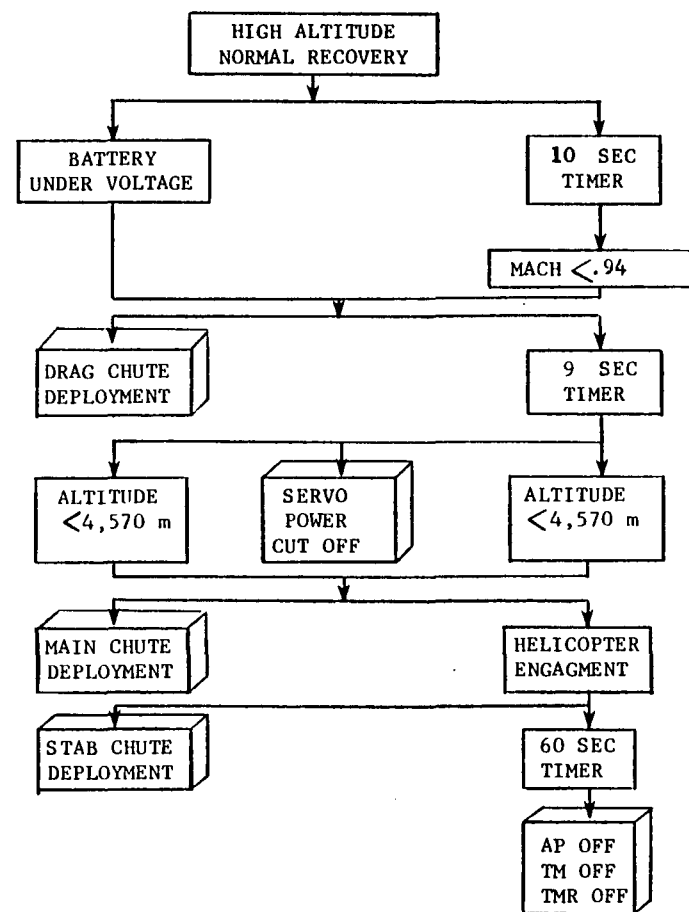 HIGH ALTITUDE
NORMAL RECOVERY
BATTERY
UNDER VOLTAGE
10 SEC
TIMER
MACH <.94
DRAG CHUTE
DEPLOYMENT
9 SEC
TIMER
ALTITUDE
<4,570 m
SERVO
POWER
CUT OFF
ALTITUDE
<4,570 m
MAIN CHUTE
DEPLOYMENT
HELICOPTER
ENGAGMENT
STAB CHUTE
DEPLOYMENT
60 SEC
TIMER
AP OFF
TM OFF
TMR OFF